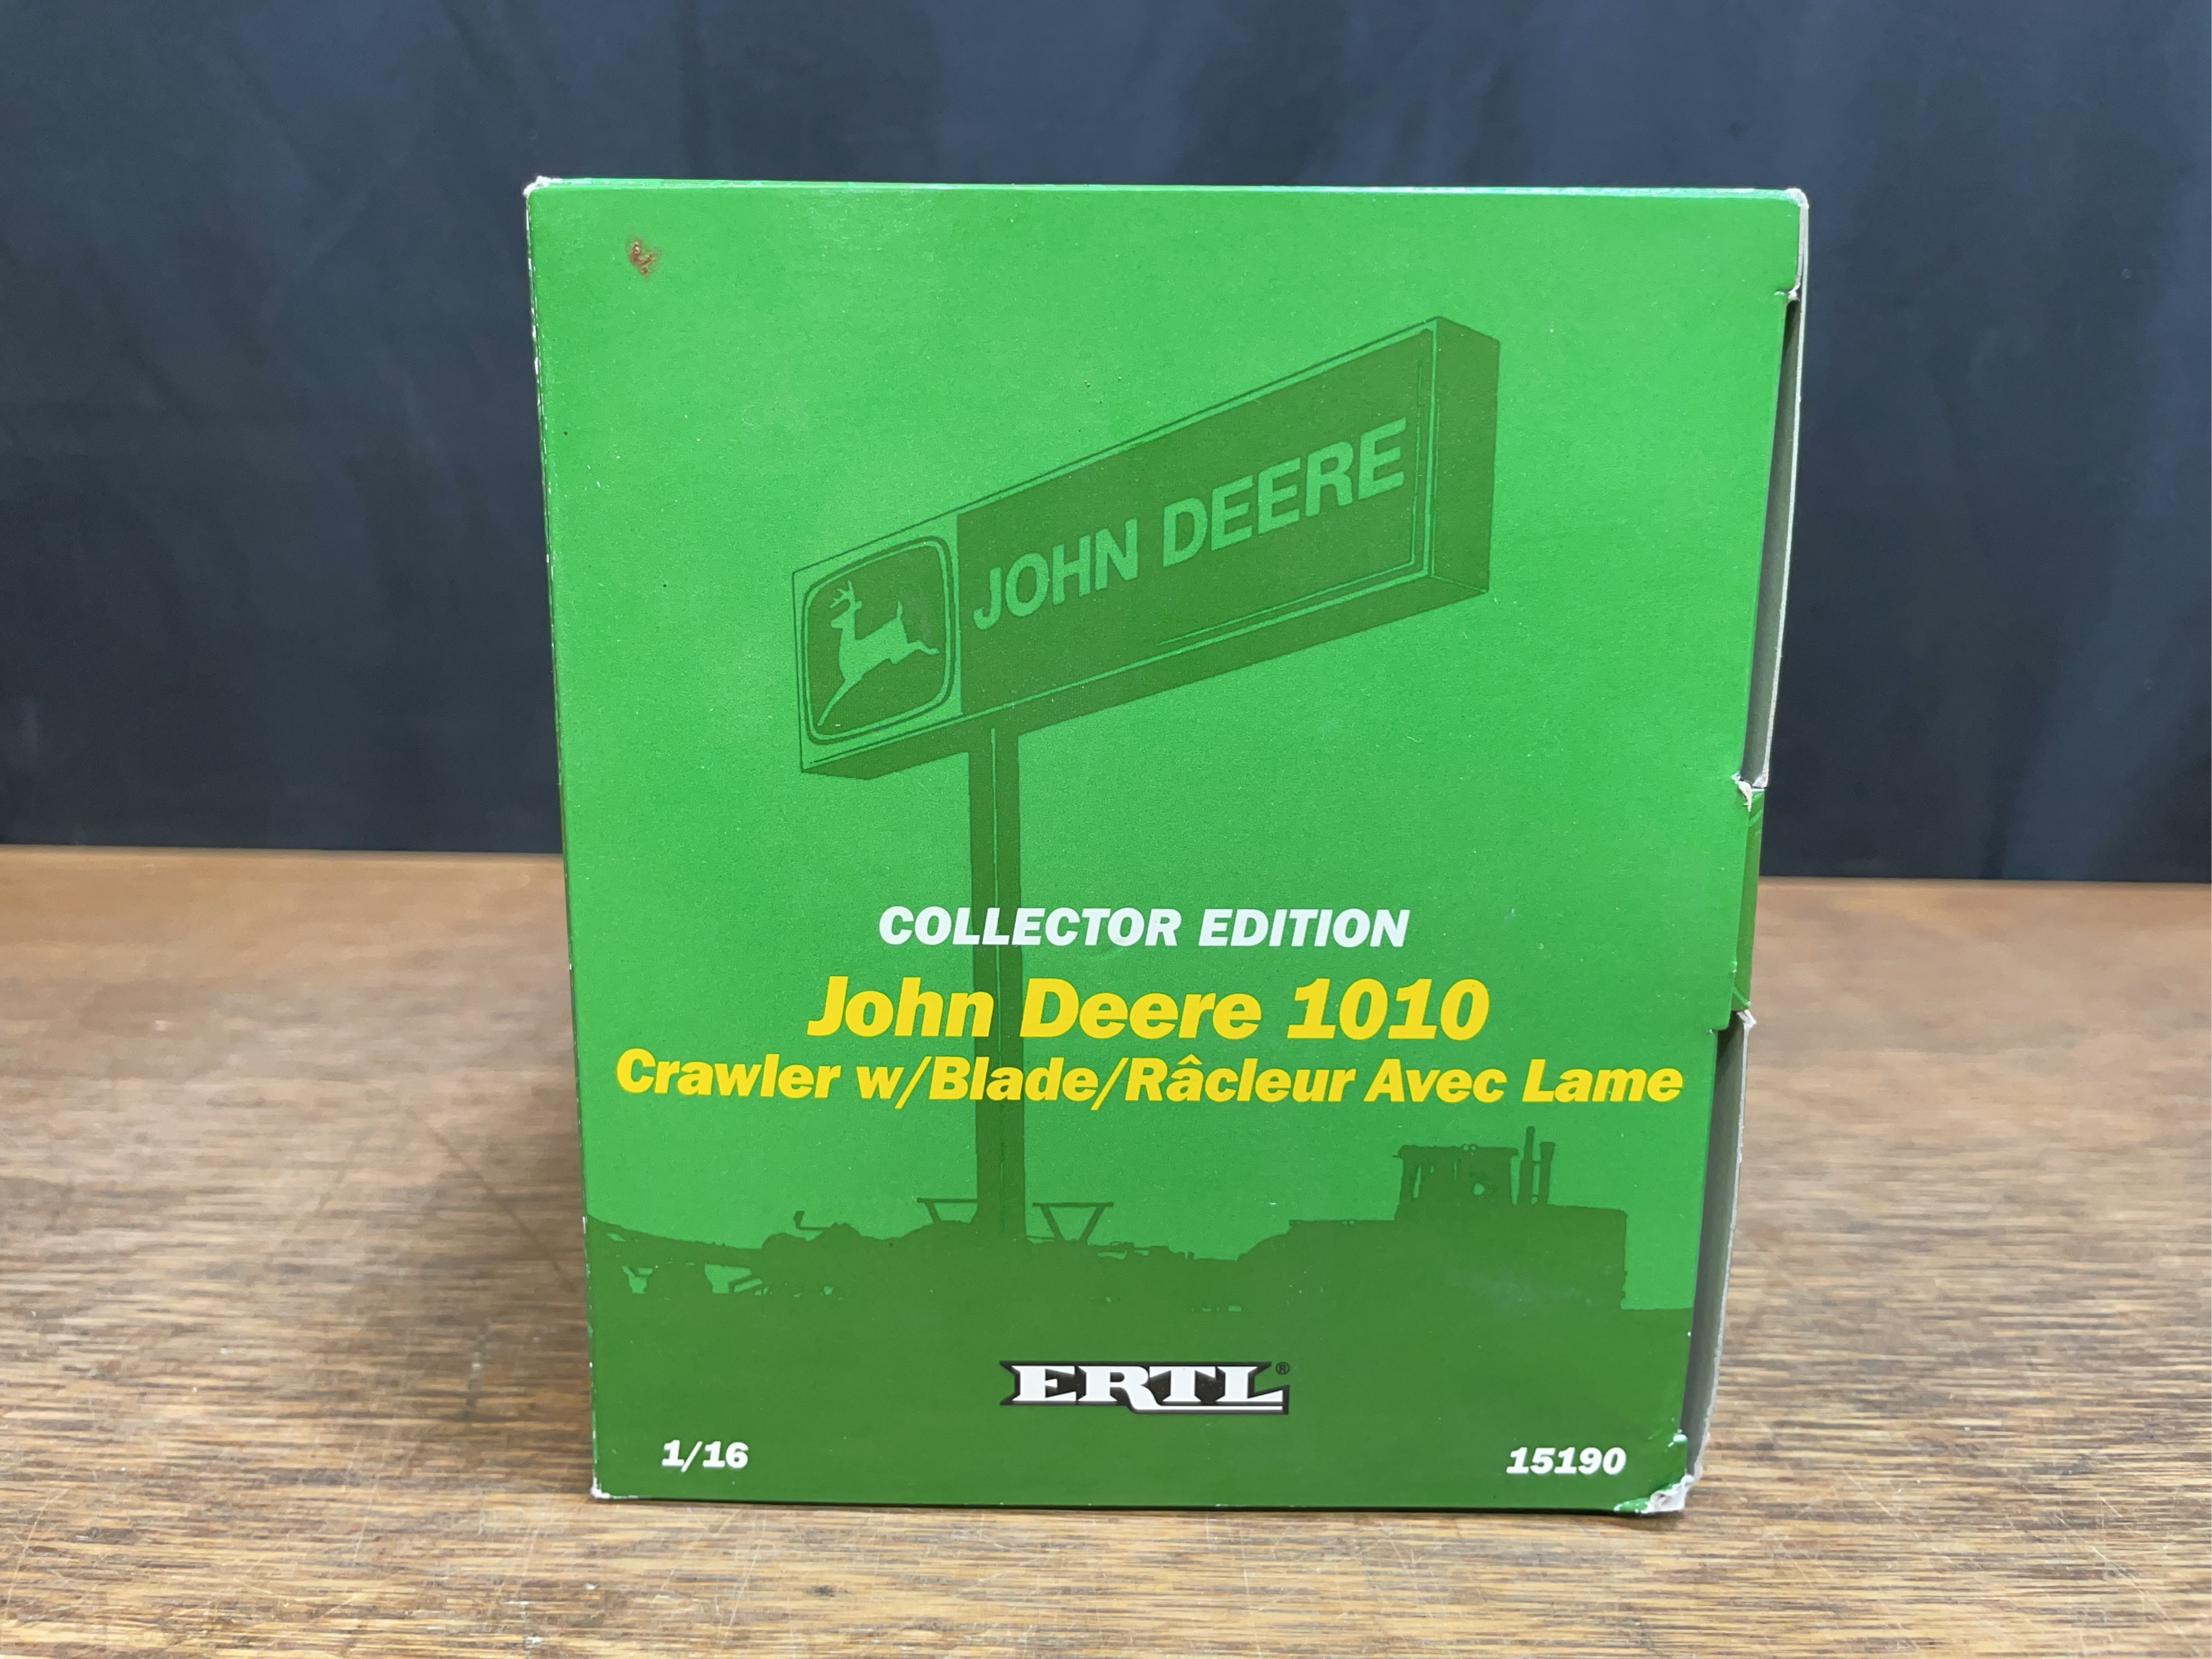 JOHN DEERE
COLLECTOR EDITION
John Deere 1010
Crawler w/Blade/Râcleur Avec Lame
ERTL®
1/16
15190